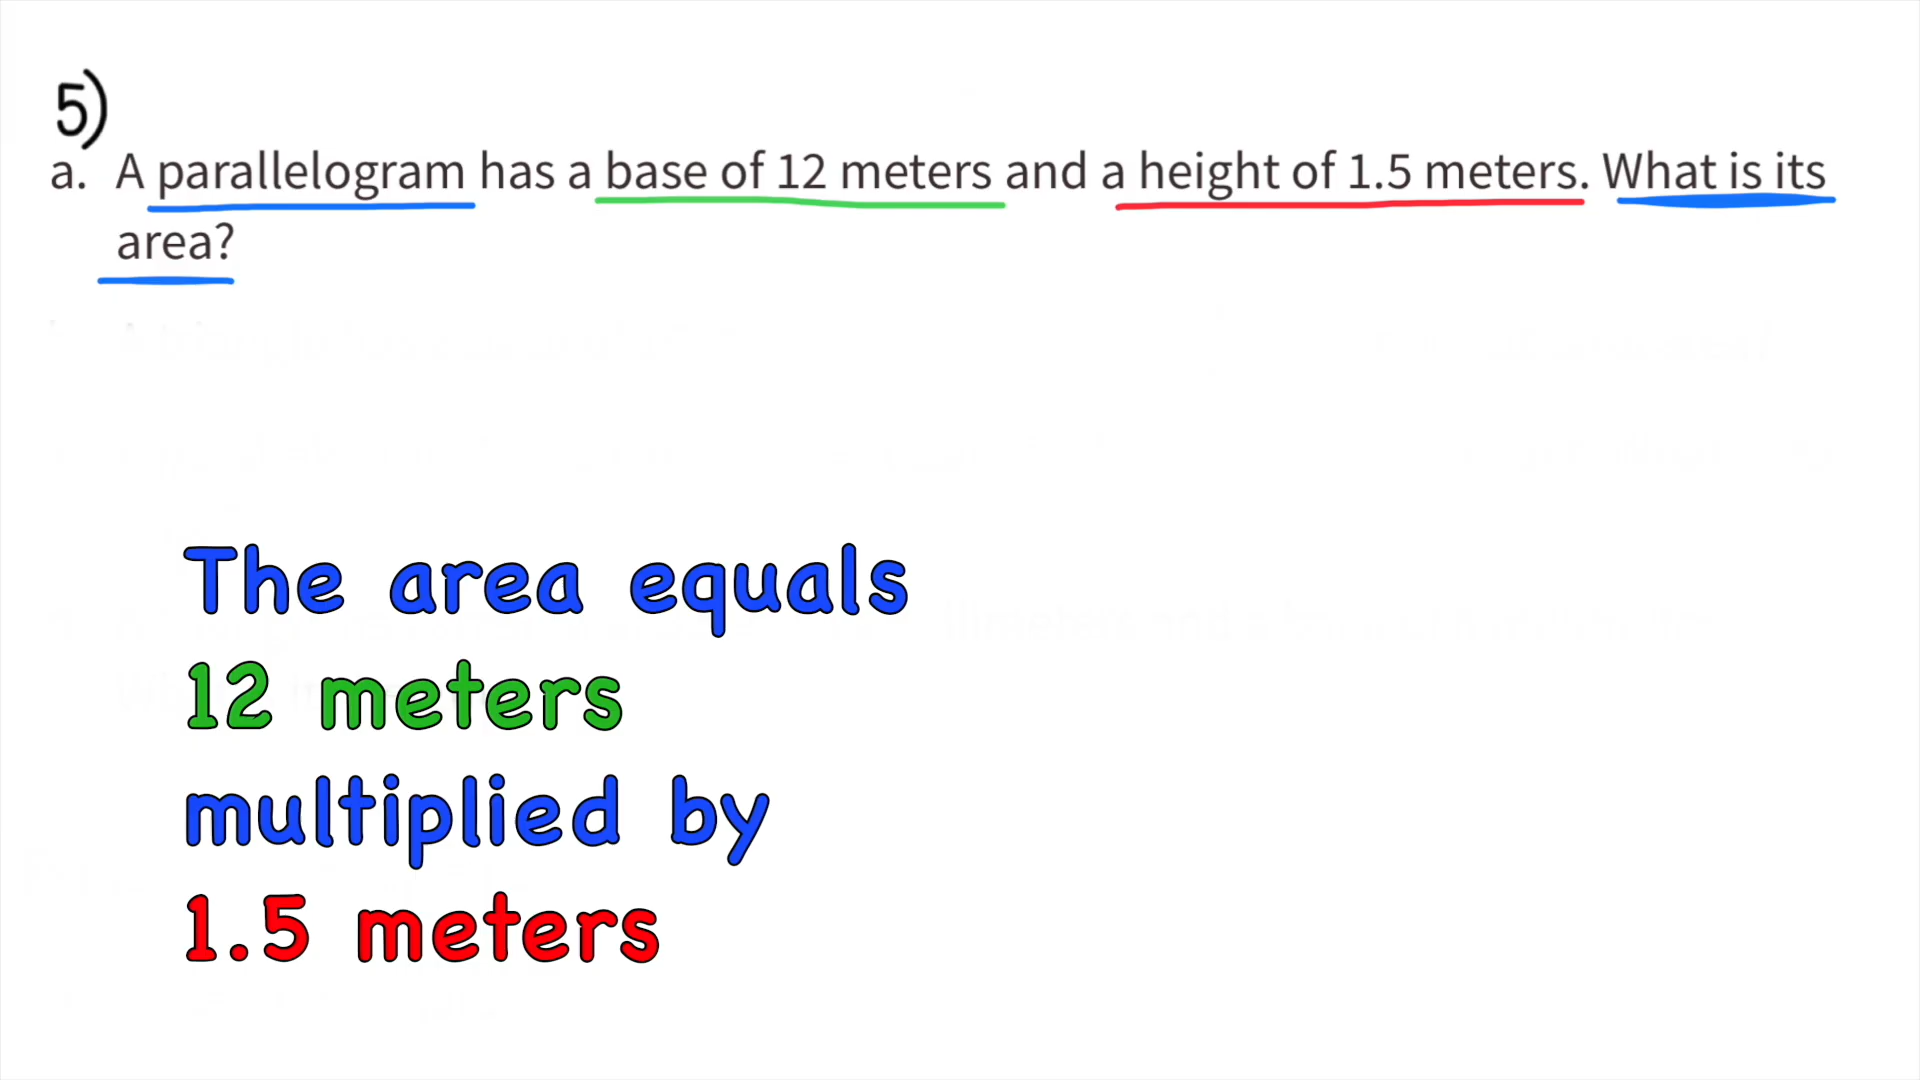 5)
a. A parallelogram has a base of 12 meters and a height of 1.5 meters. What is its
area?
The area equals
12 meters
multiplied by
1.5 meters